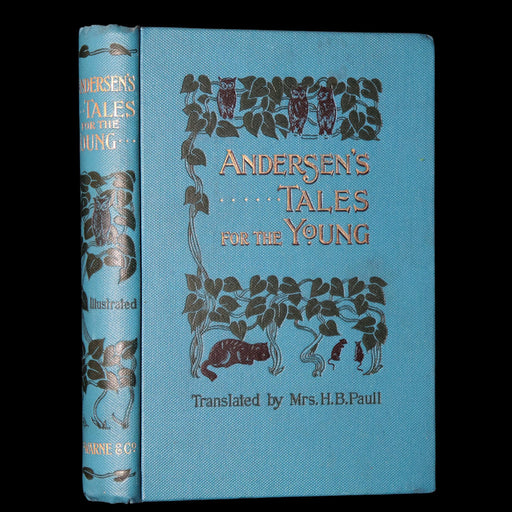 ANDERSEN'S
TALES
FOR THE
YOUNG
Illustrated
WARNE & Co
ANDERSEN'S
TALES
FOR THE YOUNG
Translated by Mrs. H. B. Paull